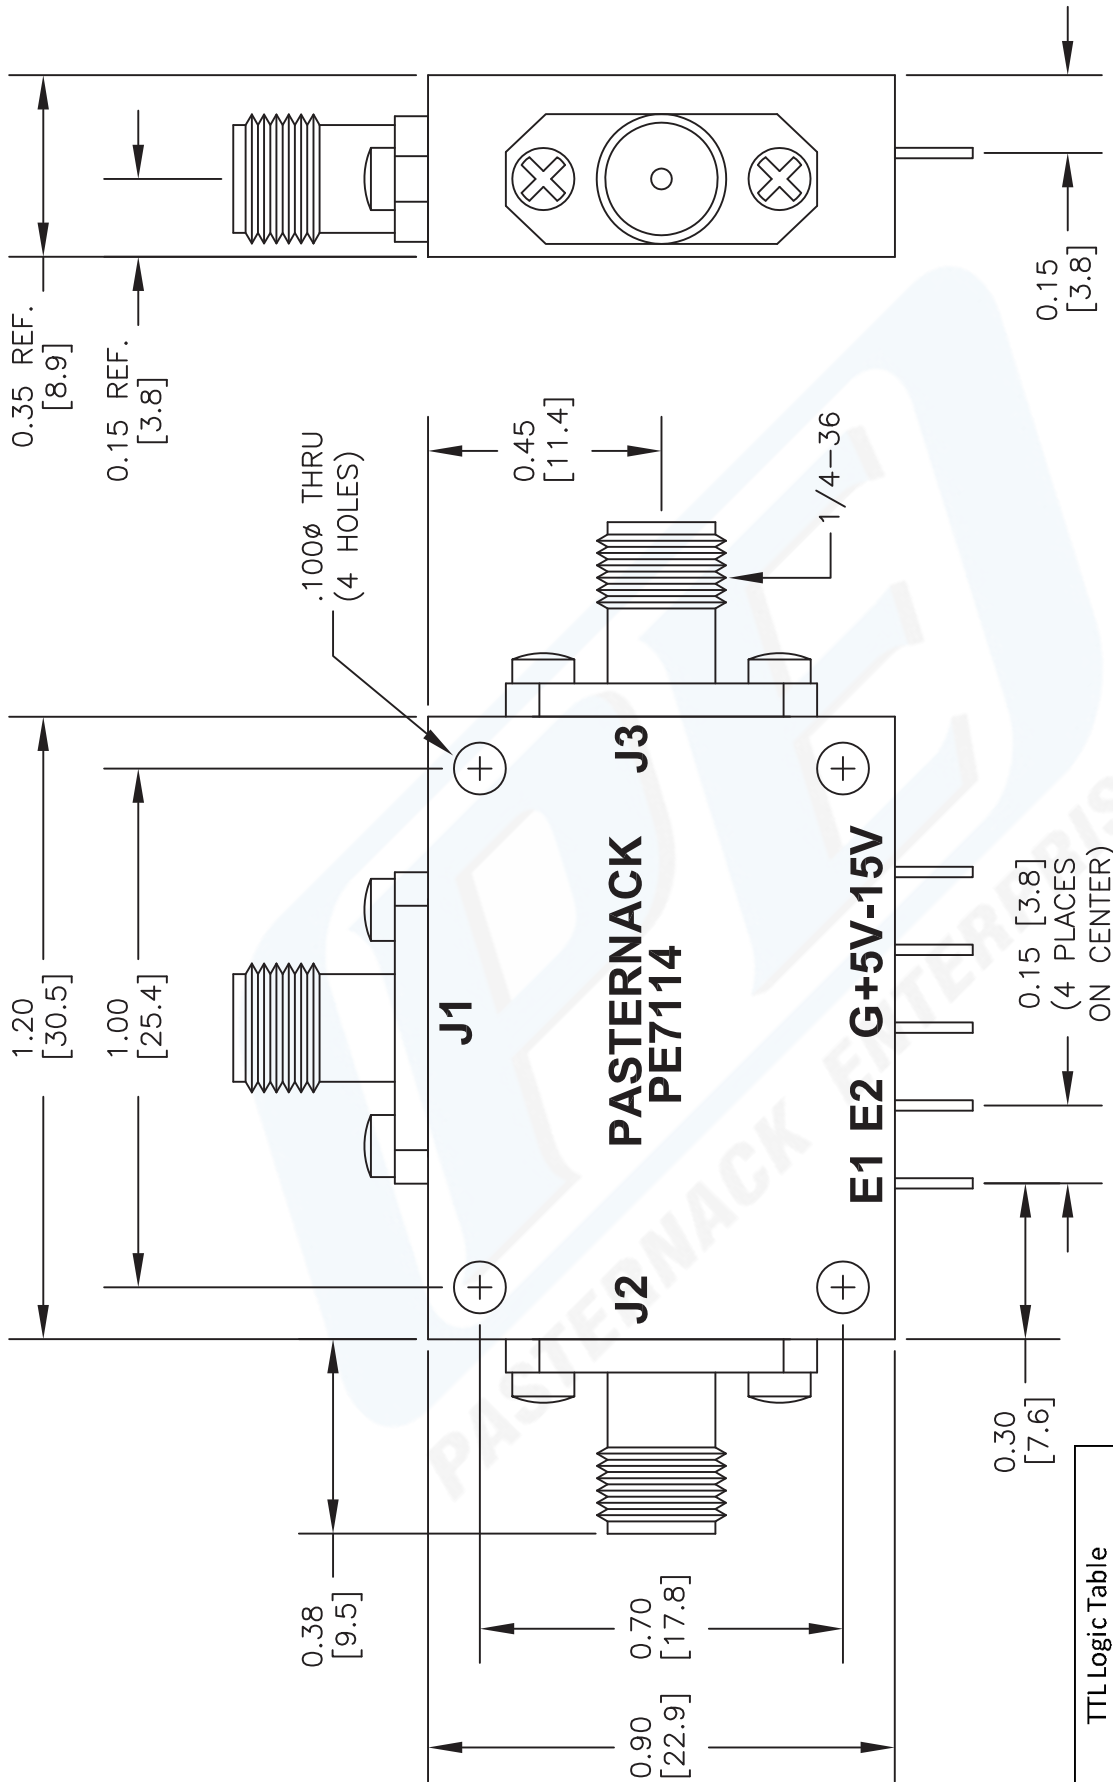 0.35 REF.
[8.9]
0.15 REF.
[3.8]
.100ø THRU
(4 HOLES)
0.45
[11.4]
1/4-36
0.15
[3.8]
1.20
[30.5]
1.00
[25.4]
J1
J2
J3
PASTERNACK
PE7114
E1 E2 G+5V-15V
0.15 [3.8]
(4 PLACES
ON CENTER)
0.38
[9.5]
0.70
[17.8]
0.90
[22.9]
0.30
[7.6]
TTL Logic Table
PE
PASTERNACK ENTERPRIS